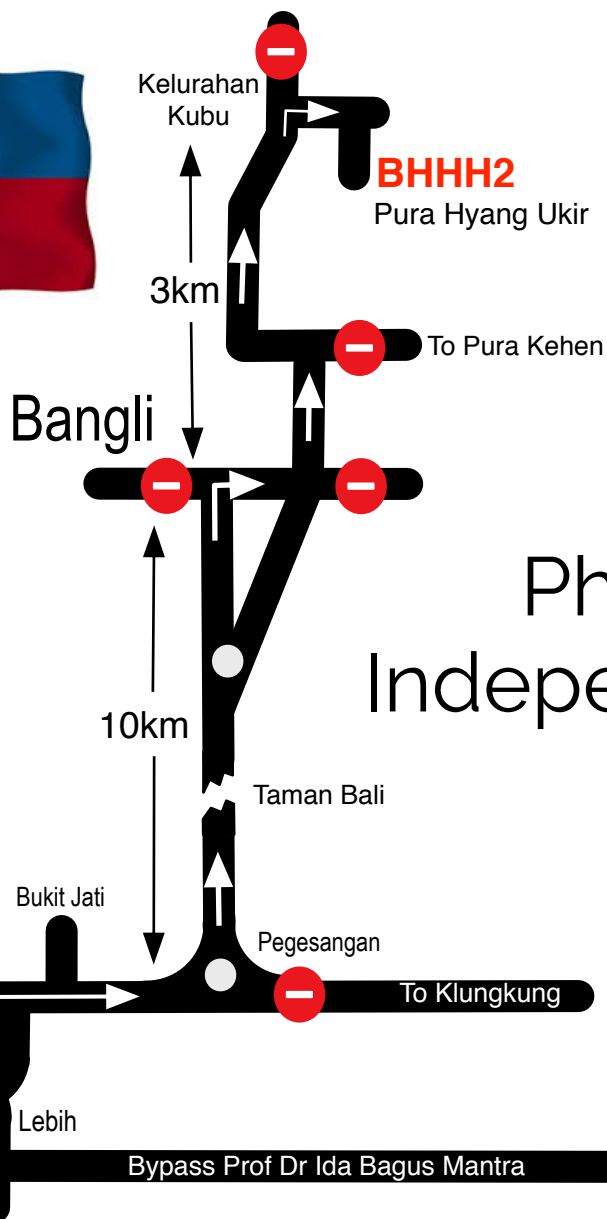 Kelurahan
Kubu
BHHH2
Pura Hyang Ukir
3km
To Pura Kehen
Bangli
Ph
Indepe
10km
Taman Bali
Bukit Jati
Pegesangan
To Klungkung
Lebih
Bypass Prof Dr Ida Bagus Mantra